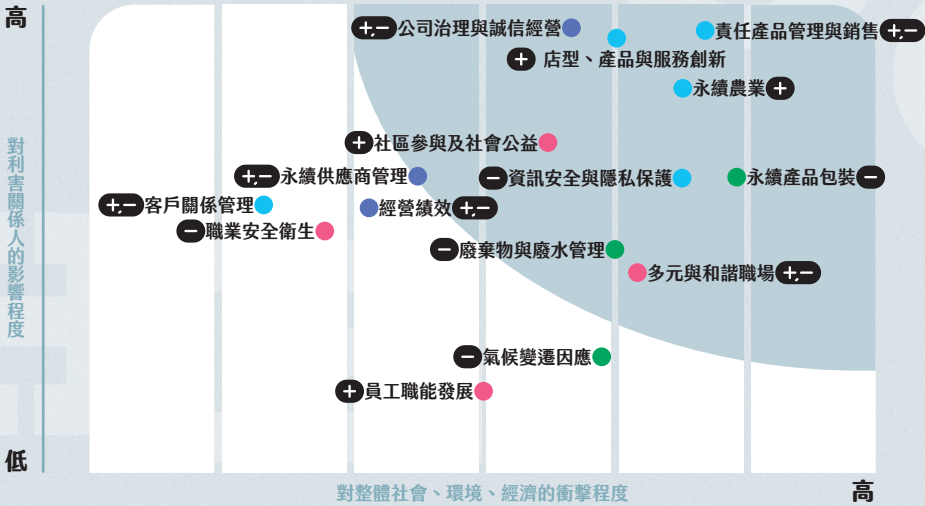 高
+,− 公司治理與誠信經營
責任產品管理與銷售 +,−
+ 店型、產品與服務創新
永續農業 +
+ 社區參與及社會公益
+,− 永續供應商管理
− 資訊安全與隱私保護
永續產品包裝 −
+,− 客戶關係管理
經營績效 +,−
− 職業安全衛生
− 廢棄物與廢水管理
多元與和諧職場 +,−
− 氣候變遷因應
+ 員工職能發展
對利害關係人的影響程度
低
對整體社會、環境、經濟的衝擊程度
高